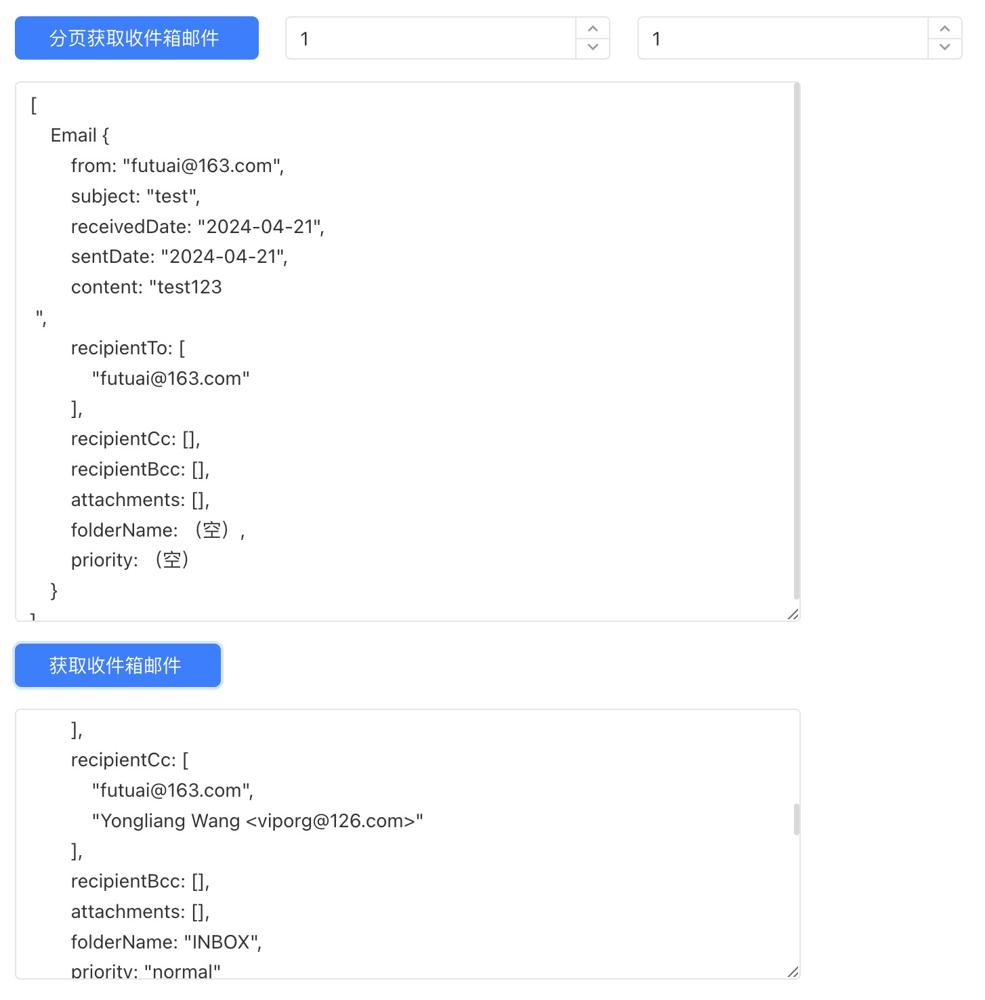 分页获取收件箱邮件 1 1
[
Email {
from: "futuai@163.com",
subject: "test",
receivedDate: "2024-04-21",
sentDate: "2024-04-21",
content: "test123
",
recipientTo: [
"futuai@163.com"
],
recipientCc: [],
recipientBcc: [],
attachments: [],
folderName: （空）,
priority: （空）
}
]
获取收件箱邮件
],
recipientCc: [
"futuai@163.com",
"Yongliang Wang <viporg@126.com>"
],
recipientBcc: [],
attachments: [],
folderName: "INBOX",
priority: "normal"